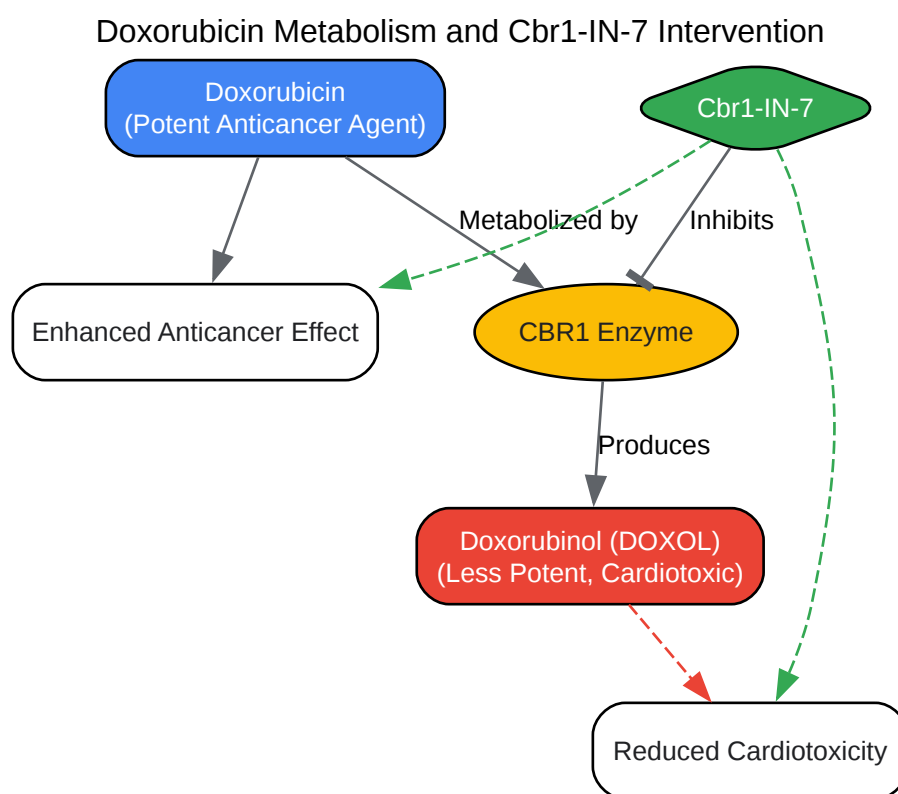 Doxorubicin Metabolism and Cbr1-IN-7 Intervention
Doxorubicin
(Potent Anticancer Agent)
Cbr1-IN-7
Metabolized by
Inhibits
Enhanced Anticancer Effect
CBR1 Enzyme
Produces
Doxorubinol (DOXOL)
(Less Potent, Cardiotoxic)
Reduced Cardiotoxicity